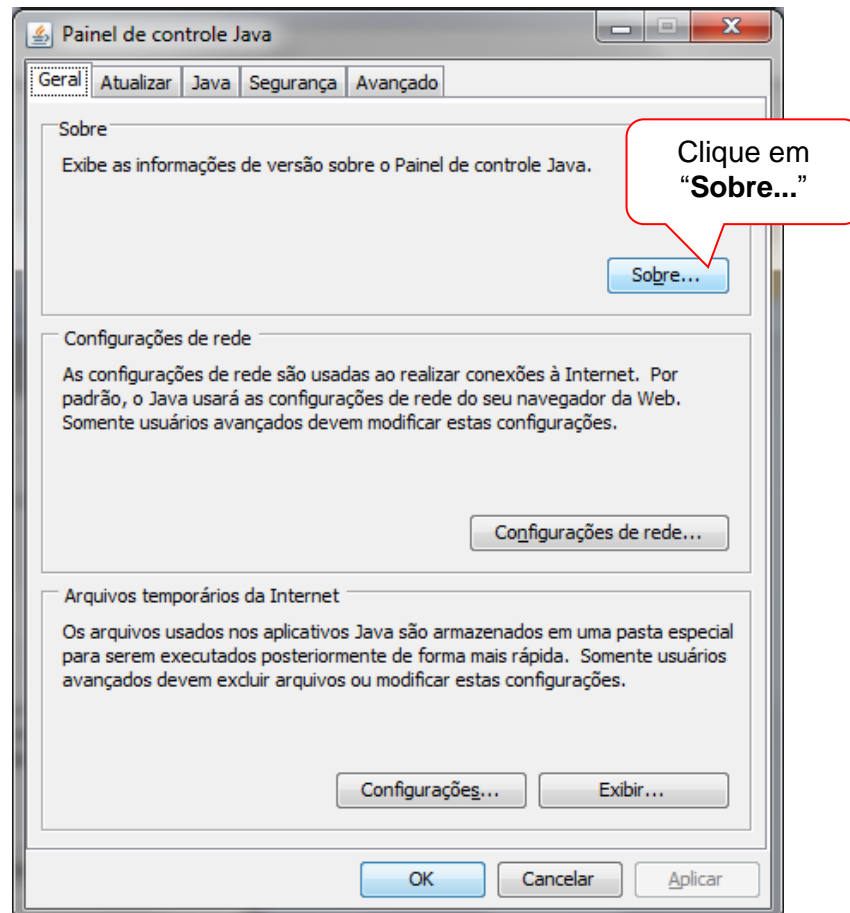 Painel de controle Java
Geral Atualizar Java Segurança Avançado
Sobre
Exibe as informações de versão sobre o Painel de controle Java.
Clique em
“Sobre...”
Sobre...
Configurações de rede
As configurações de rede são usadas ao realizar conexões à Internet. Por
padrão, o Java usará as configurações de rede do seu navegador da Web.
Somente usuários avançados devem modificar estas configurações.
Configurações de rede...
Arquivos temporários da Internet
Os arquivos usados nos aplicativos Java são armazenados em uma pasta especial
para serem executados posteriormente de forma mais rápida. Somente usuários
avançados devem excluir arquivos ou modificar estas configurações.
Configurações... Exibir...
OK Cancelar Aplicar